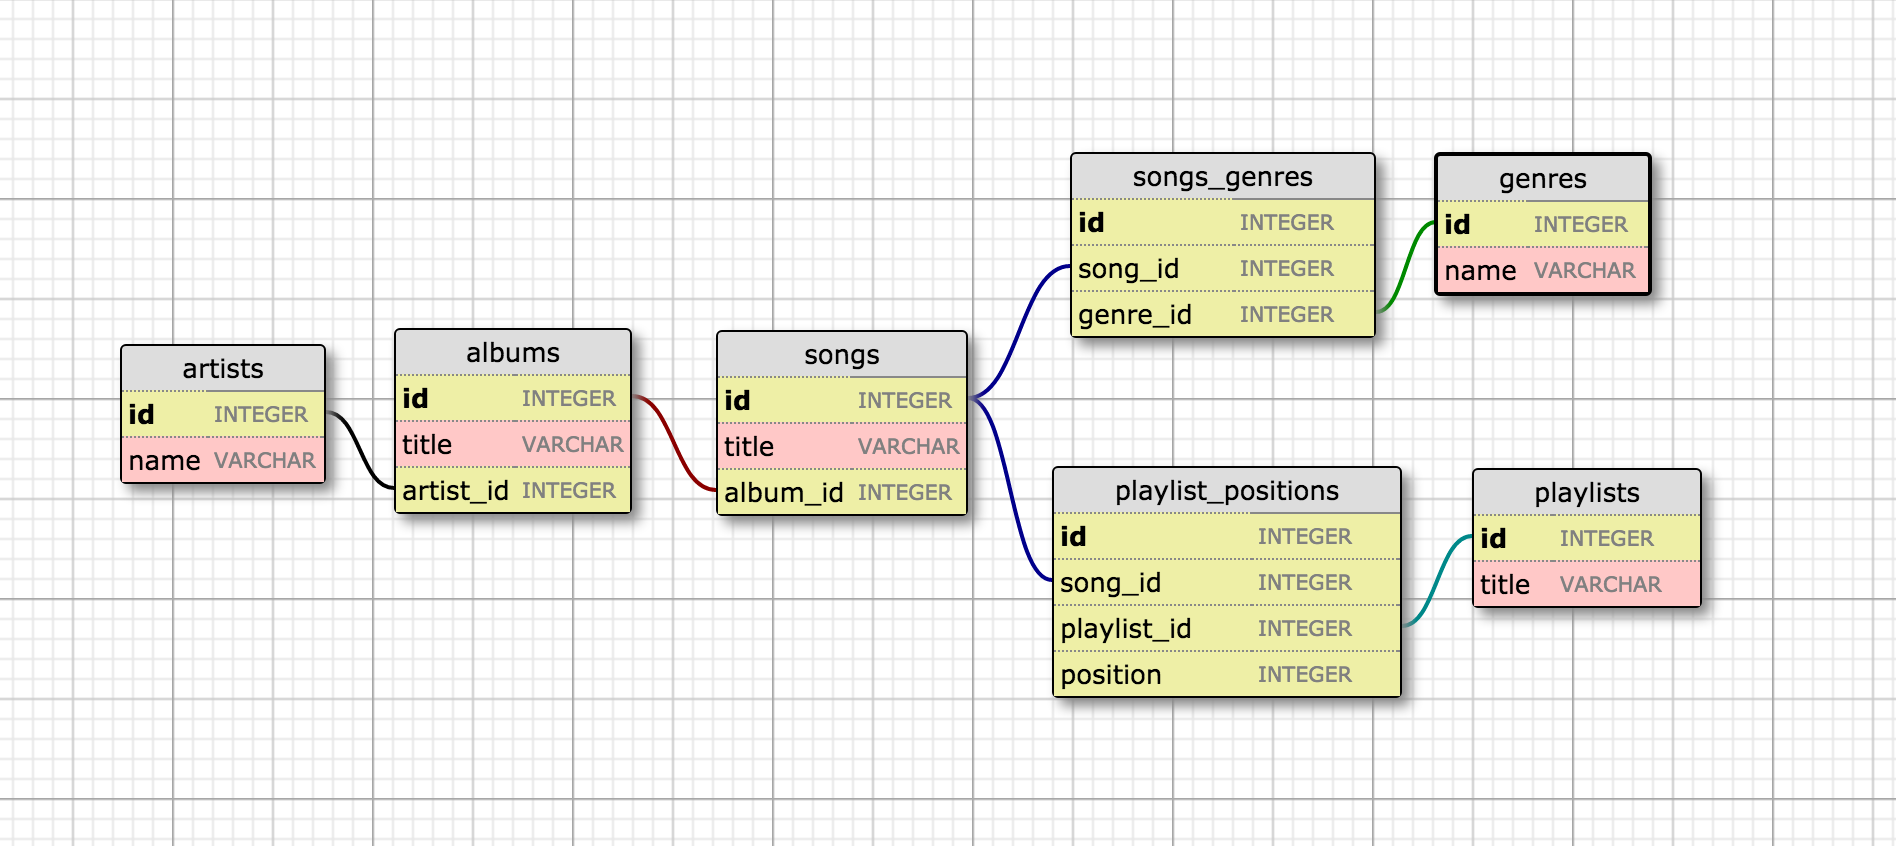 artists
id INTEGER
name VARCHAR
albums
id INTEGER
title VARCHAR
artist_id INTEGER
songs
id INTEGER
title VARCHAR
album_id INTEGER
songs_genres
id INTEGER
song_id INTEGER
genre_id INTEGER
genres
id INTEGER
name VARCHAR
playlist_positions
id INTEGER
song_id INTEGER
playlist_id INTEGER
position INTEGER
playlists
id INTEGER
title VARCHAR